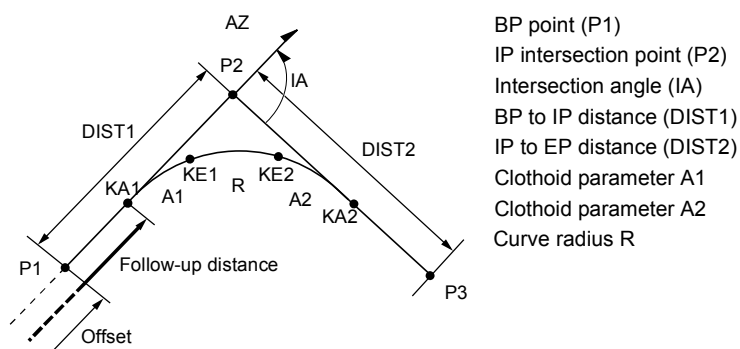 AZ
P2
IA
DIST1
DIST2
KE1
KE2
KA1
A1
R
A2
KA2
P1
Follow-up distance
P3
Offset
BP point (P1)
IP intersection point (P2)
Intersection angle (IA)
BP to IP distance (DIST1)
IP to EP distance (DIST2)
Clothoid parameter A1
Clothoid parameter A2
Curve radius R